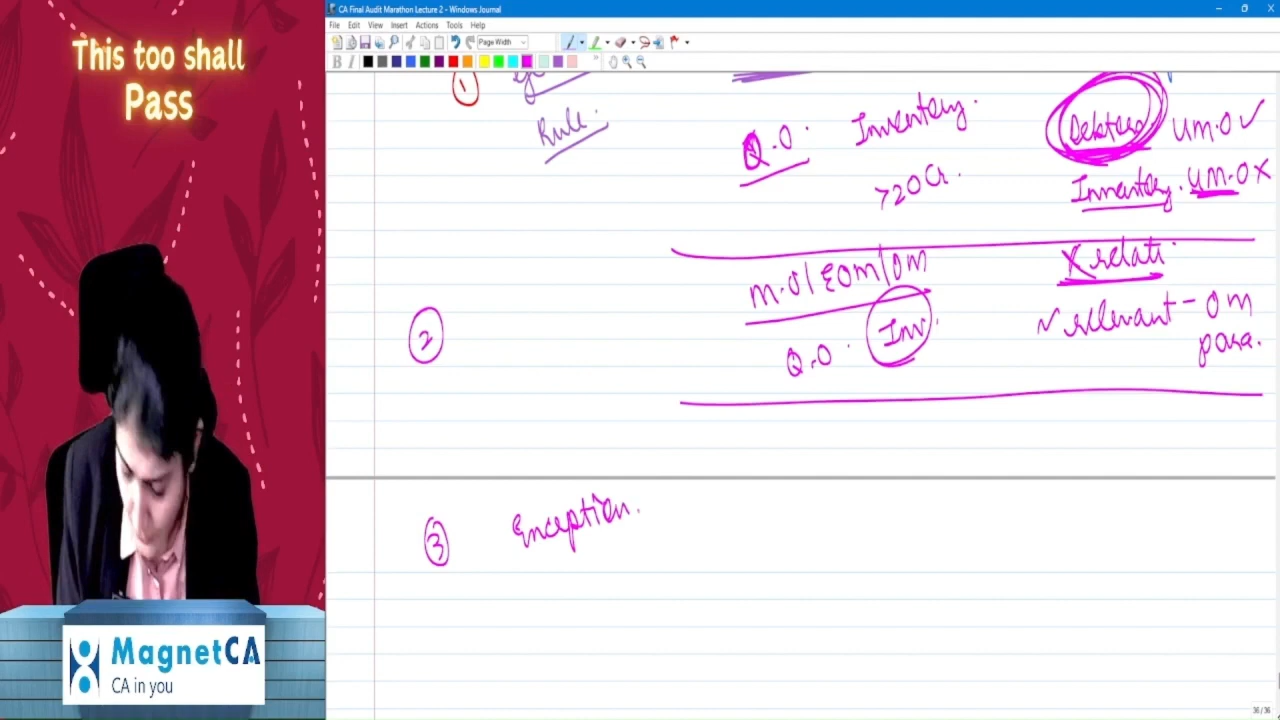 This too shall
Pass
CA Final Audit Marathon Lecture 2 - Windows Journal
File Edit View Insert Actions Tools Help
Page Width
B I
1
Rule.
Q.O. Inventory.
>20Cr.
Debtors UM.O ✓
Inventory. UM.O X
2
M.O/EOM/OM
Q.O. Inv.
X relati
✓ relevant - OM
para.
3 Exception.
MagnetCA
CA in you
36/36